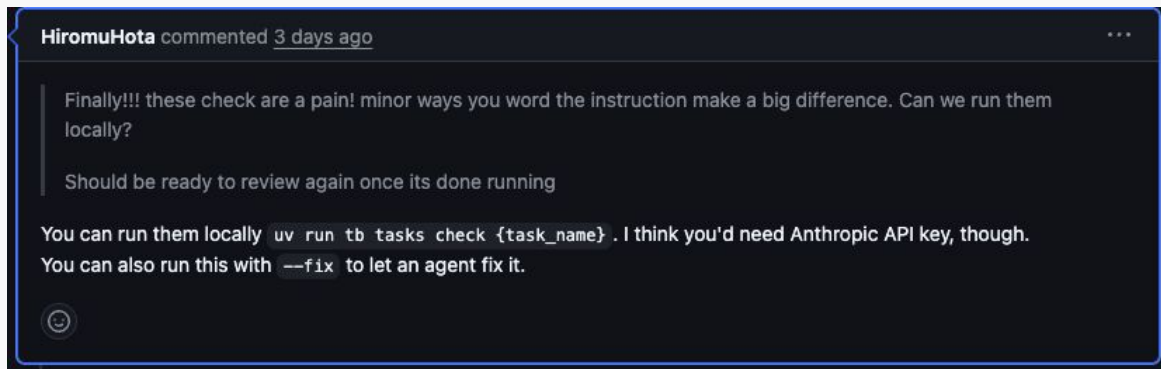 HiromuHota commented 3 days ago
Finally!!! these check are a pain! minor ways you word the instruction make a big difference. Can we run them
locally?
Should be ready to review again once its done running
You can run them locally uv run tb tasks check {task_name} . I think you'd need Anthropic API key, though.
You can also run this with --fix to let an agent fix it.